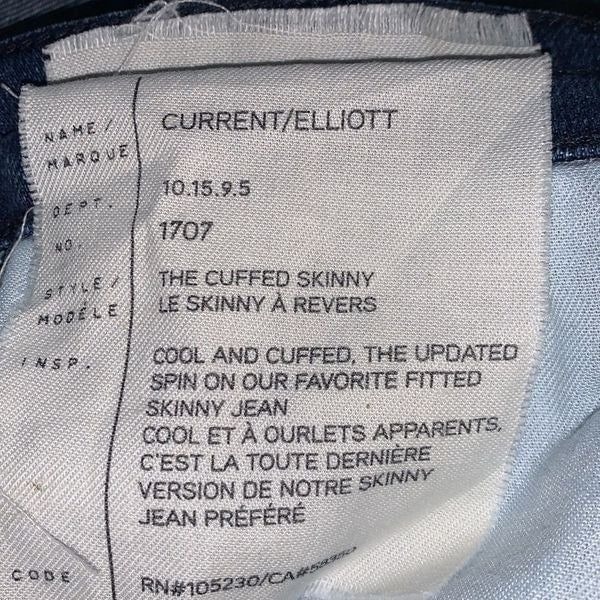 NAME / CURRENT/ELLIOTT
MARQUE
DEPT. 10.15.9.5
NO. 1707
STYLE / THE CUFFED SKINNY
MODÈLE LE SKINNY À REVERS
INSP. COOL AND CUFFED, THE UPDATED
SPIN ON OUR FAVORITE FITTED
SKINNY JEAN
COOL ET À OURLETS APPARENTS,
C'EST LA TOUTE DERNIÈRE
VERSION DE NOTRE SKINNY
JEAN PRÉFÉRÉ
CODE RN#105230/CA#